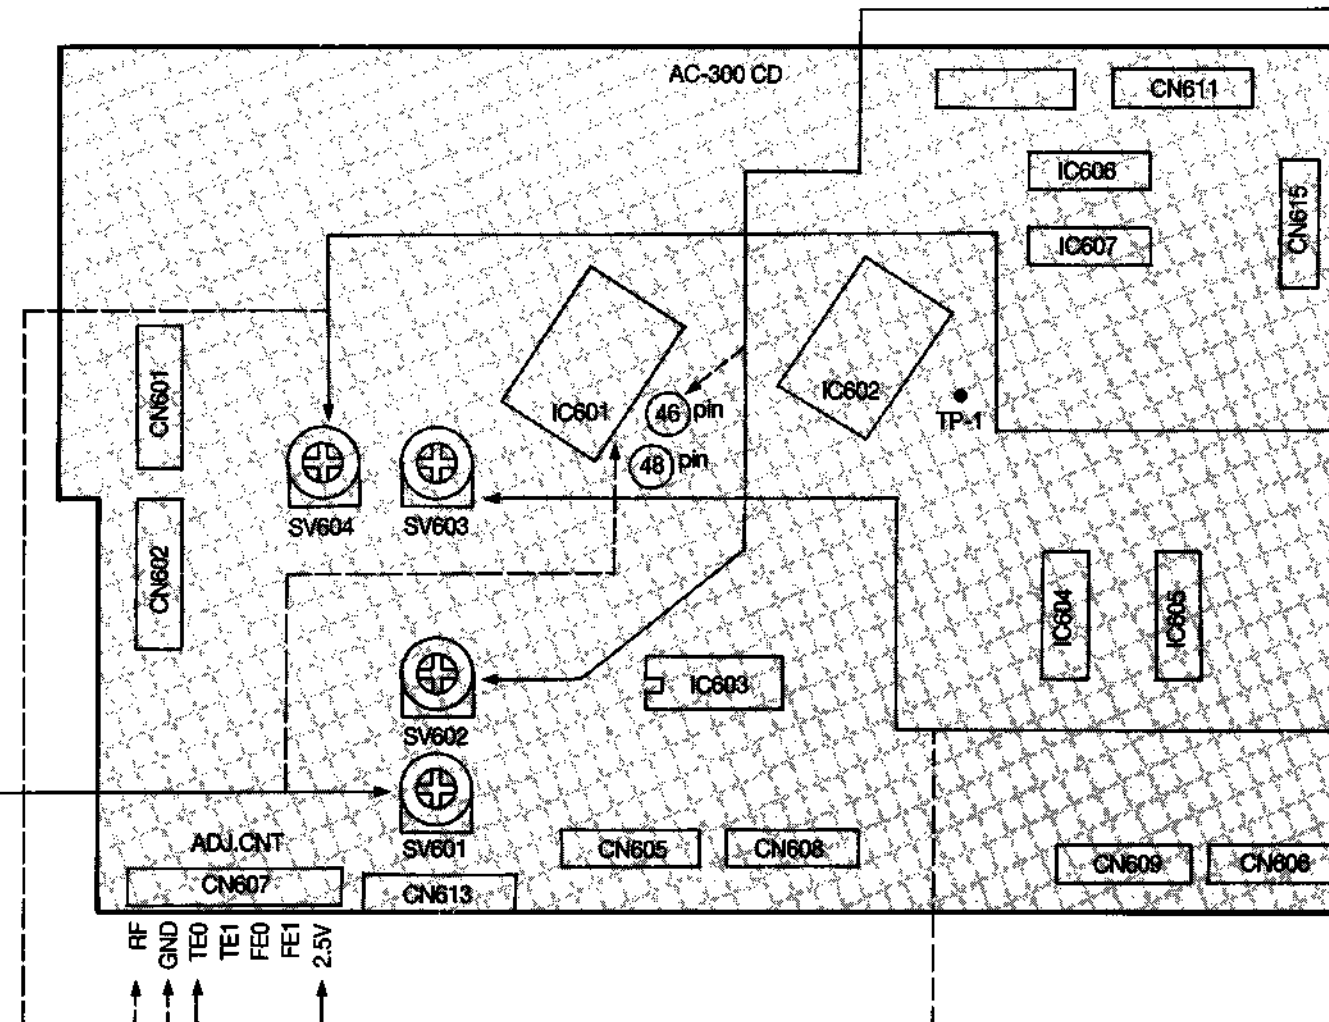 AC-300 CD
CN611
IC606
CN615
IC607
CN601
IC601
46 pin
IC602
TP-1
48 pin
SV604
SV603
CN602
IC604
IC605
IC603
SV602
ADJ.CNT
SV601
CN605
CN608
CN609
CN606
CN607
CN613
RF
GND
TE0
TE1
FE0
FE1
2.5V